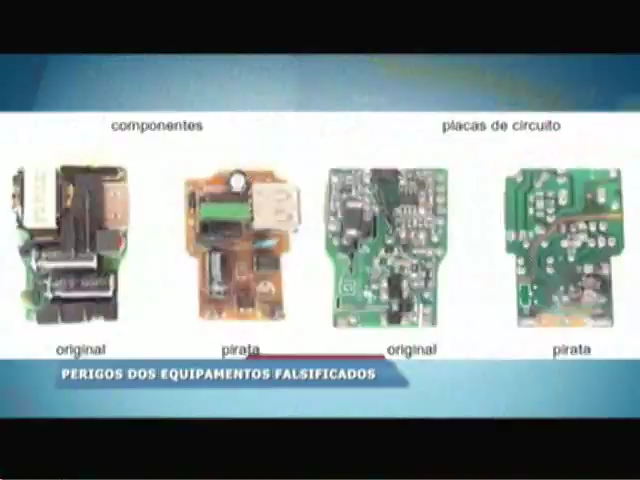 componentes
placas de circuito
original
pirata
original
pirata
PERIGOS DOS EQUIPAMENTOS FALSIFICADOS